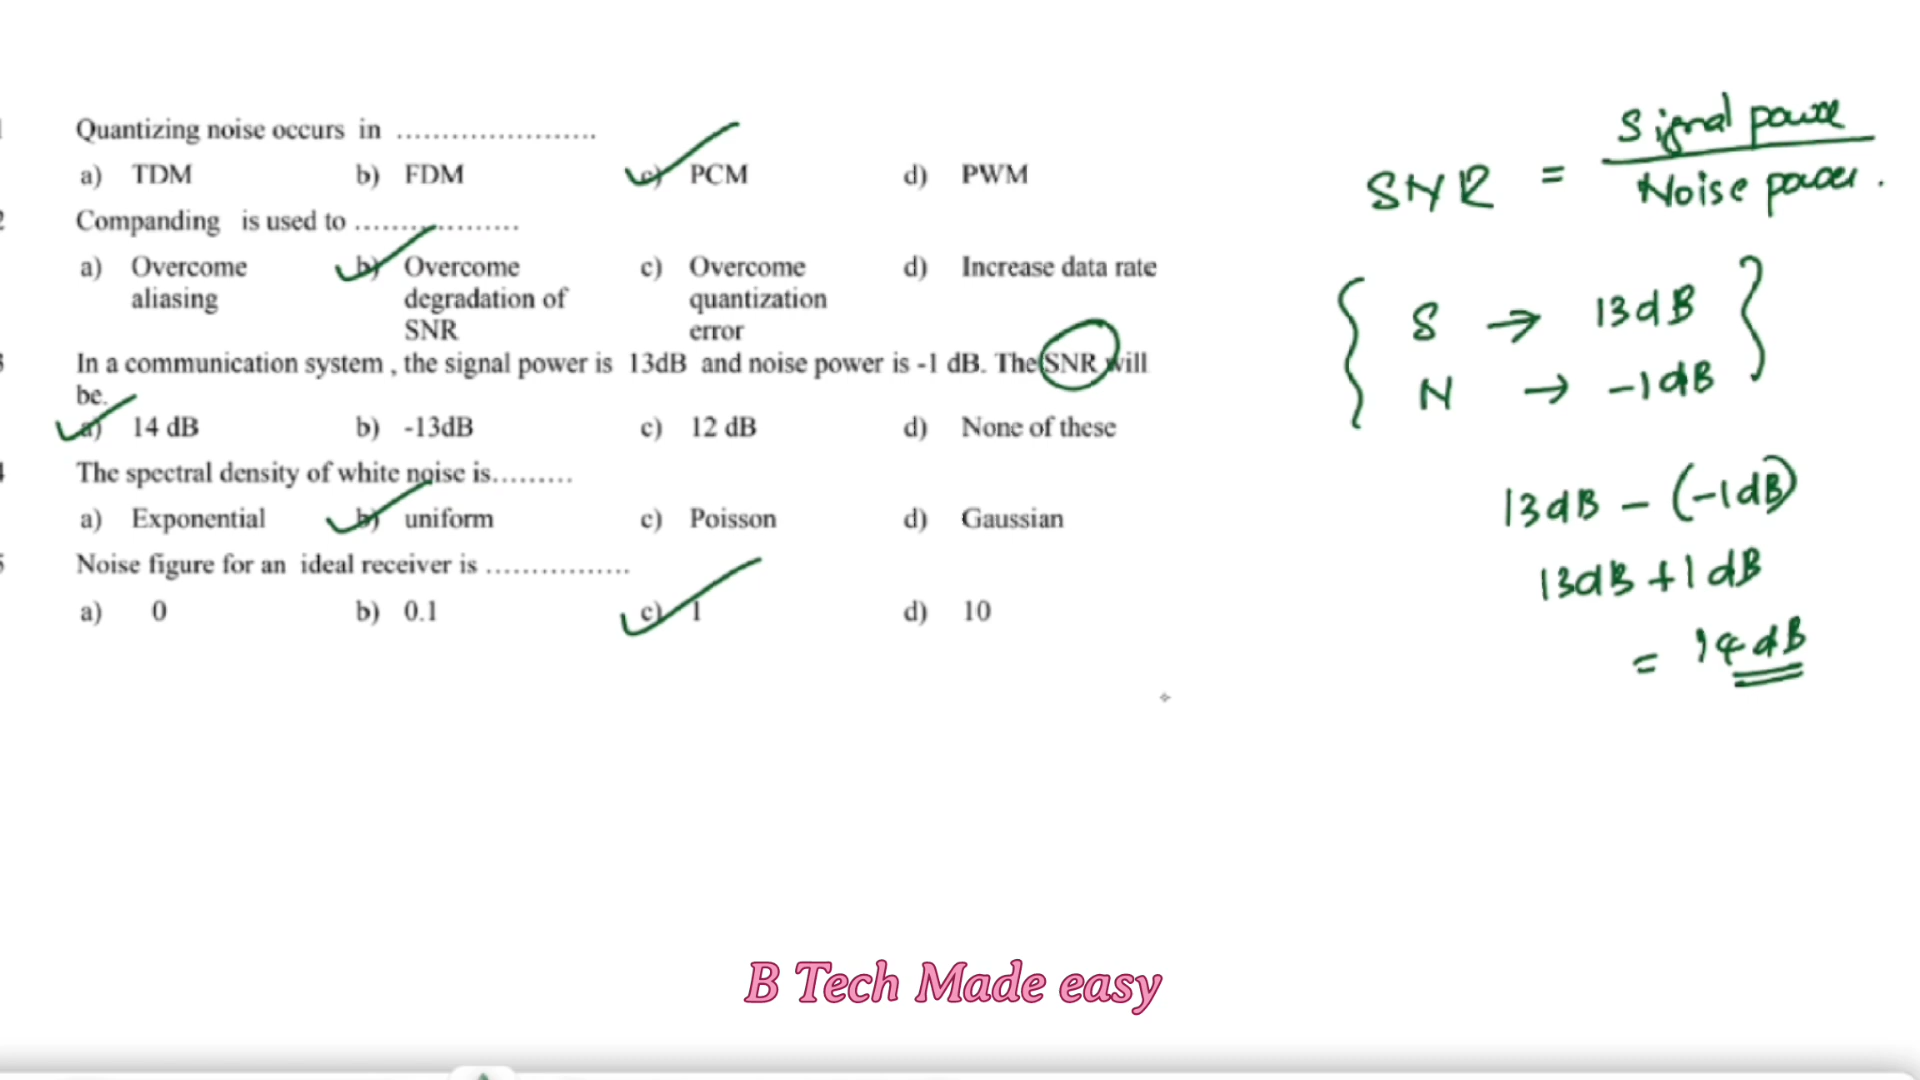 Quantizing noise occurs in .....................
a) TDM b) FDM c) PCM d) PWM
Companding is used to .................
a) Overcome aliasing b) Overcome degradation of SNR c) Overcome quantization error d) Increase data rate
In a communication system , the signal power is 13dB and noise power is -1 dB. The SNR will
be.
a) 14 dB b) -13dB c) 12 dB d) None of these
The spectral density of white noise is.........
a) Exponential b) uniform c) Poisson d) Gaussian
Noise figure for an ideal receiver is ................
a) 0 b) 0.1 c) 1 d) 10
SNR = Signal power
Noise power.
S → 13dB
N → -1dB
13dB - (-1dB)
13dB + 1dB
= 14dB
B Tech Made easy